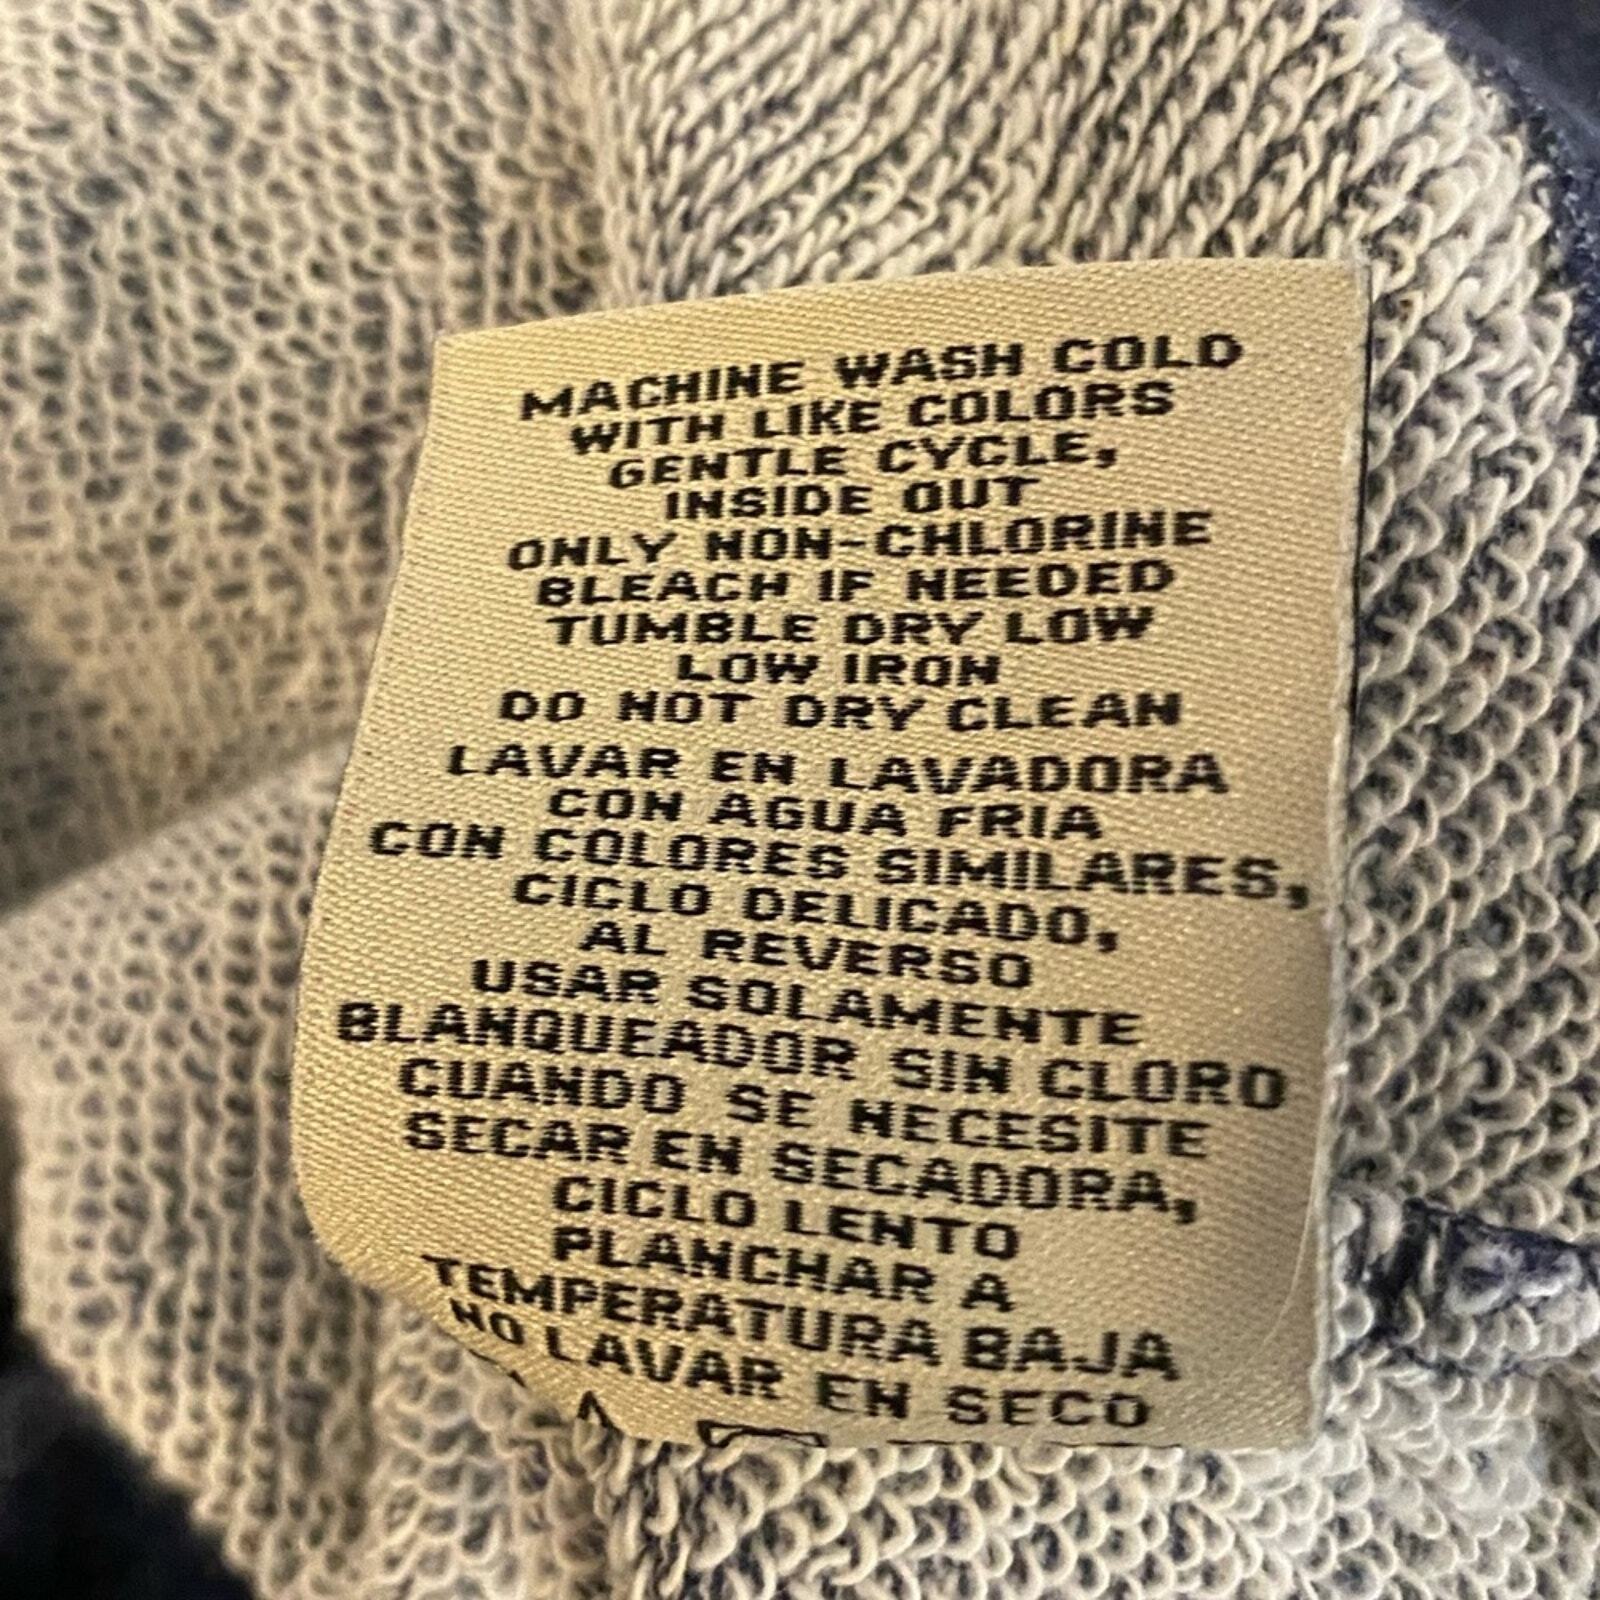 MACHINE WASH COLD
WITH LIKE COLORS
GENTLE CYCLE,
INSIDE OUT
ONLY NON-CHLORINE
BLEACH IF NEEDED
TUMBLE DRY LOW
LOW IRON
DO NOT DRY CLEAN
LAVAR EN LAVADORA
CON AGUA FRIA
CON COLORES SIMILARES,
CICLO DELICADO,
AL REVERSO
USAR SOLAMENTE
BLANQUEADOR SIN CLORO
CUANDO SE NECESITE
SECAR EN SECADORA,
CICLO LENTO
PLANCHAR A
TEMPERATURA BAJA
NO LAVAR EN SECO